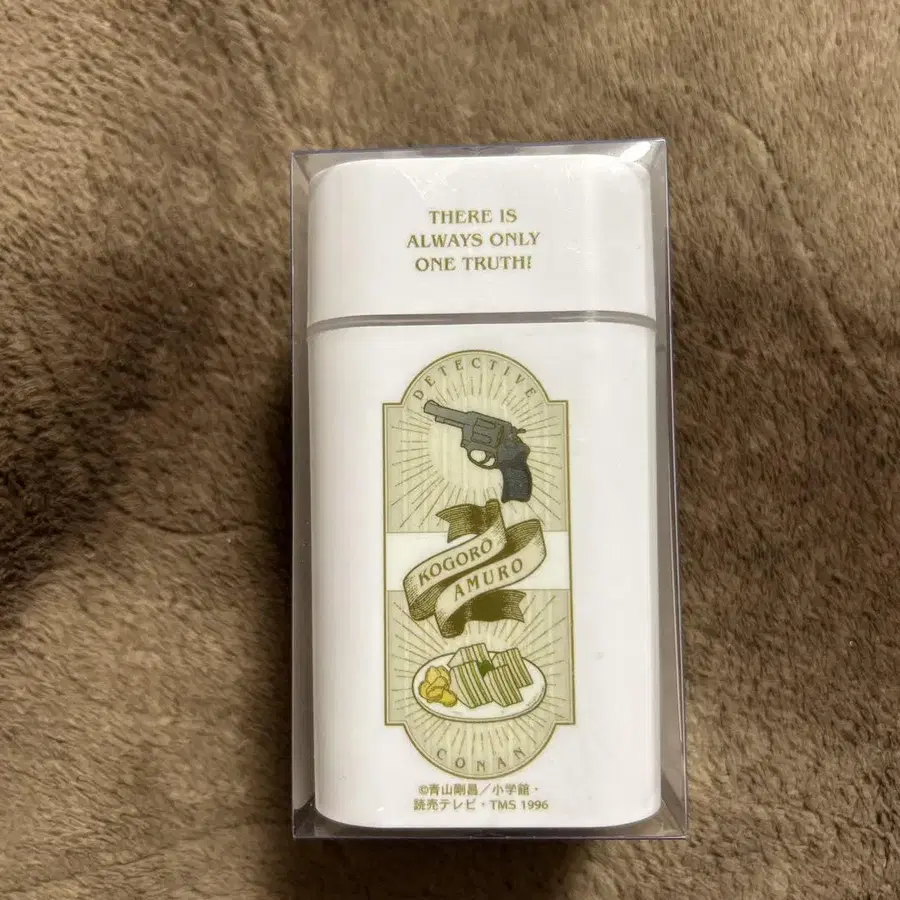 THERE IS
ALWAYS ONLY
ONE TRUTH!
DETECTIVE
KOGORO
AMURO
CONAN
©青山剛昌／小学館・
読売テレビ・TMS 1996